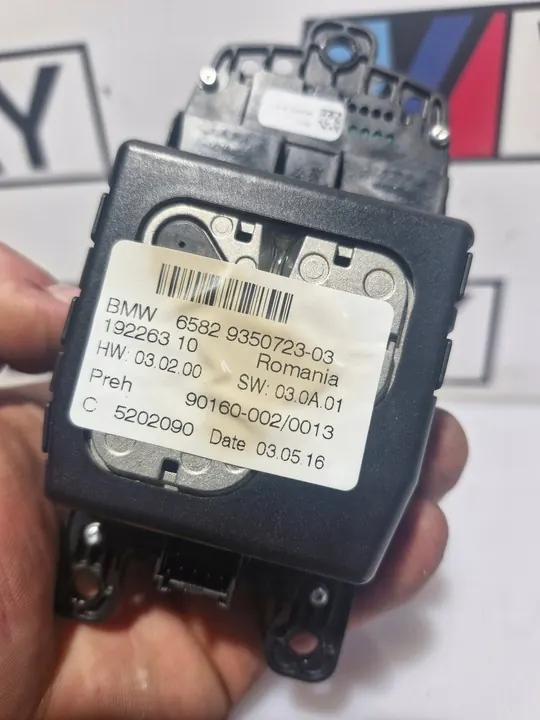 KY
BMW 6582 9350723-03
192263 10 Romania
HW: 03.02.00 SW: 03.0A.01
Preh 90160-002/0013
C 5202090 Date 03.05.16